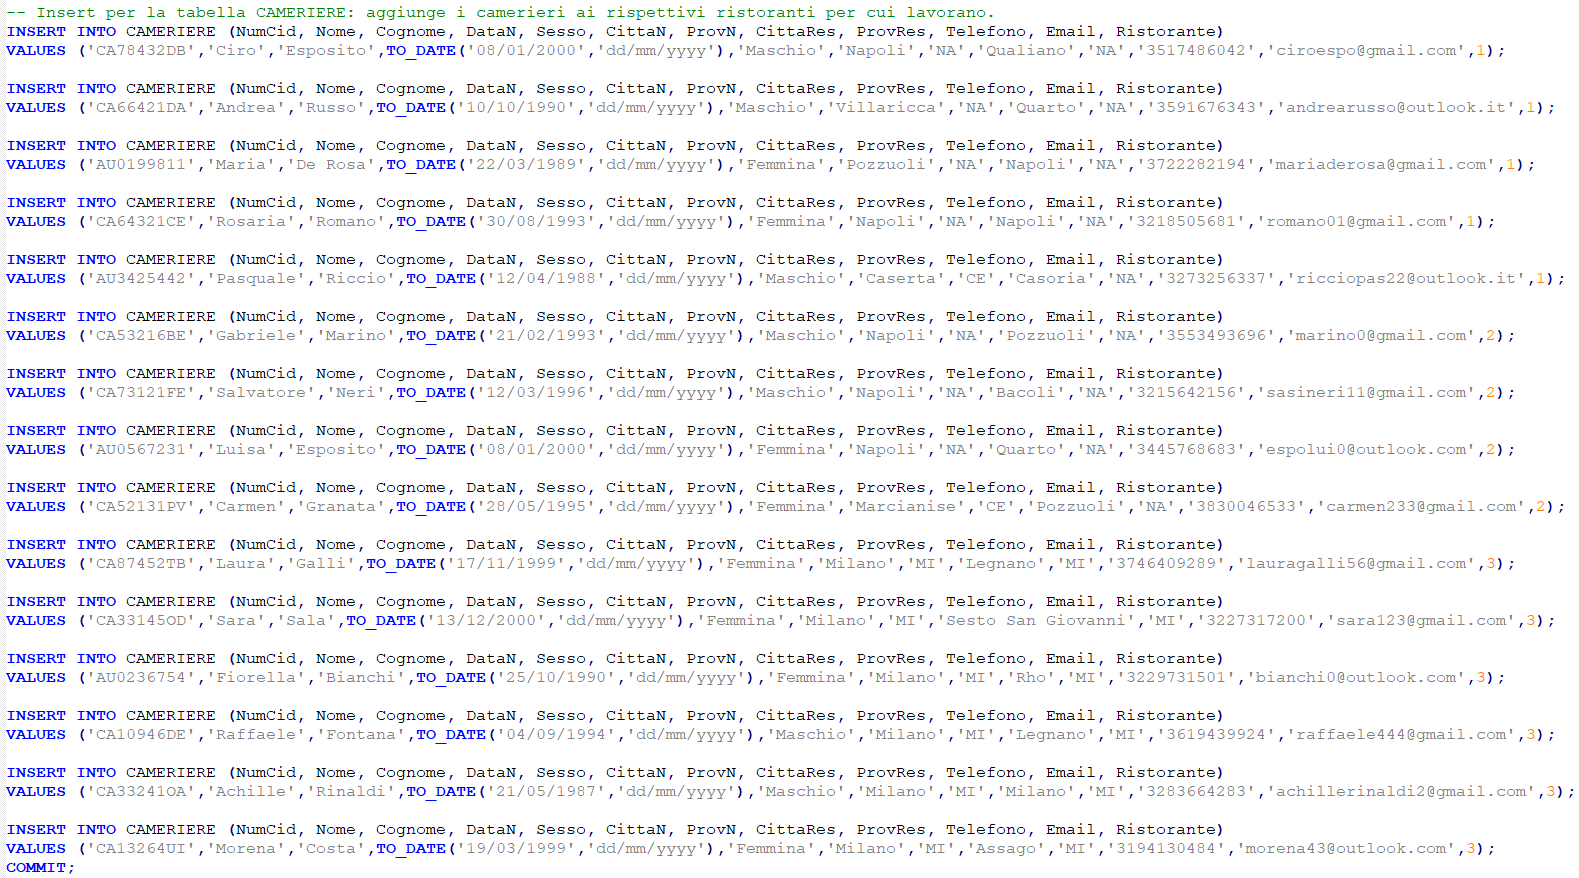 -- Insert per la tabella CAMERIERE: aggiunge i camerieri ai rispettivi ristoranti per cui lavorano.
INSERT INTO CAMERIERE (NumCid, Nome, Cognome, DataN, Sesso, CittaN, ProvN, CittaRes, ProvRes, Telefono, Email, Ristorante)
VALUES ('CA78432DB','Ciro','Esposito',TO_DATE('08/01/2000','dd/mm/yyyy'),'Maschio','Napoli','NA','Qualiano','NA','3517486042','ciroespo@gmail.com',1);
INSERT INTO CAMERIERE (NumCid, Nome, Cognome, DataN, Sesso, CittaN, ProvN, CittaRes, ProvRes, Telefono, Email, Ristorante)
VALUES ('CA66421DA','Andrea','Russo',TO_DATE('10/10/1990','dd/mm/yyyy'),'Maschio','Villaricca','NA','Quarto','NA','3591676343','andrearusso@outlook.it',1);
INSERT INTO CAMERIERE (NumCid, Nome, Cognome, DataN, Sesso, CittaN, ProvN, CittaRes, ProvRes, Telefono, Email, Ristorante)
VALUES ('AU0199811','Maria','De Rosa',TO_DATE('22/03/1989','dd/mm/yyyy'),'Femmina','Pozzuoli','NA','Napoli','NA','3722282194','mariaderosa@gmail.com',1);
INSERT INTO CAMERIERE (NumCid, Nome, Cognome, DataN, Sesso, CittaN, ProvN, CittaRes, ProvRes, Telefono, Email, Ristorante)
VALUES ('CA64321CE','Rosaria','Romano',TO_DATE('30/08/1993','dd/mm/yyyy'),'Femmina','Napoli','NA','Napoli','NA','3218505681','romano01@gmail.com',1);
INSERT INTO CAMERIERE (NumCid, Nome, Cognome, DataN, Sesso, CittaN, ProvN, CittaRes, ProvRes, Telefono, Email, Ristorante)
VALUES ('AU3425442','Pasquale','Riccio',TO_DATE('12/04/1988','dd/mm/yyyy'),'Maschio','Caserta','CE','Casoria','NA','3273256337','ricciopas22@outlook.it',1);
INSERT INTO CAMERIERE (NumCid, Nome, Cognome, DataN, Sesso, CittaN, ProvN, CittaRes, ProvRes, Telefono, Email, Ristorante)
VALUES ('CA53216BE','Gabriele','Marino',TO_DATE('21/02/1993','dd/mm/yyyy'),'Maschio','Napoli','NA','Pozzuoli','NA','3553493696','marino0@gmail.com',2);
INSERT INTO CAMERIERE (NumCid, Nome, Cognome, DataN, Sesso, CittaN, ProvN, CittaRes, ProvRes, Telefono, Email, Ristorante)
VALUES ('CA73121FE','Salvatore','Neri',TO_DATE('12/03/1996','dd/mm/yyyy'),'Maschio','Napoli','NA','Bacoli','NA','3215642156','sasineri11@gmail.com',2);
INSERT INTO CAMERIERE (NumCid, Nome, Cognome, DataN, Sesso, CittaN, ProvN, CittaRes, ProvRes, Telefono, Email, Ristorante)
VALUES ('AU0567231','Luisa','Esposito',TO_DATE('08/01/2000','dd/mm/yyyy'),'Femmina','Napoli','NA','Quarto','NA','3445768683','espolui0@outlook.com',2);
INSERT INTO CAMERIERE (NumCid, Nome, Cognome, DataN, Sesso, CittaN, ProvN, CittaRes, ProvRes, Telefono, Email, Ristorante)
VALUES ('CA52131PV','Carmen','Granata',TO_DATE('28/05/1995','dd/mm/yyyy'),'Femmina','Marcianise','CE','Pozzuoli','NA','3830046533','carmen233@gmail.com',2);
INSERT INTO CAMERIERE (NumCid, Nome, Cognome, DataN, Sesso, CittaN, ProvN, CittaRes, ProvRes, Telefono, Email, Ristorante)
VALUES ('CA87452TB','Laura','Galli',TO_DATE('17/11/1999','dd/mm/yyyy'),'Femmina','Milano','MI','Legnano','MI','3746409289','lauragalli56@gmail.com',3);
INSERT INTO CAMERIERE (NumCid, Nome, Cognome, DataN, Sesso, CittaN, ProvN, CittaRes, ProvRes, Telefono, Email, Ristorante)
VALUES ('CA33145OD','Sara','Sala',TO_DATE('13/12/2000','dd/mm/yyyy'),'Femmina','Milano','MI','Sesto San Giovanni','MI','3227317200','sara123@gmail.com',3);
INSERT INTO CAMERIERE (NumCid, Nome, Cognome, DataN, Sesso, CittaN, ProvN, CittaRes, ProvRes, Telefono, Email, Ristorante)
VALUES ('AU0236754','Fiorella','Bianchi',TO_DATE('25/10/1990','dd/mm/yyyy'),'Femmina','Milano','MI','Rho','MI','3229731501','bianchi0@outlook.com',3);
INSERT INTO CAMERIERE (NumCid, Nome, Cognome, DataN, Sesso, CittaN, ProvN, CittaRes, ProvRes, Telefono, Email, Ristorante)
VALUES ('CA10946DE','Raffaele','Fontana',TO_DATE('04/09/1994','dd/mm/yyyy'),'Maschio','Milano','MI','Legnano','MI','3619439924','raffaele444@gmail.com',3);
INSERT INTO CAMERIERE (NumCid, Nome, Cognome, DataN, Sesso, CittaN, ProvN, CittaRes, ProvRes, Telefono, Email, Ristorante)
VALUES ('CA33241OA','Achille','Rinaldi',TO_DATE('21/05/1987','dd/mm/yyyy'),'Maschio','Milano','MI','Milano','MI','3283664283','achillerinaldi2@gmail.com',3);
INSERT INTO CAMERIERE (NumCid, Nome, Cognome, DataN, Sesso, CittaN, ProvN, CittaRes, ProvRes, Telefono, Email, Ristorante)
VALUES ('CA13264UI','Morena','Costa',TO_DATE('19/03/1999','dd/mm/yyyy'),'Femmina','Milano','MI','Assago','MI','3194130484','morena43@outlook.com',3);
COMMIT;